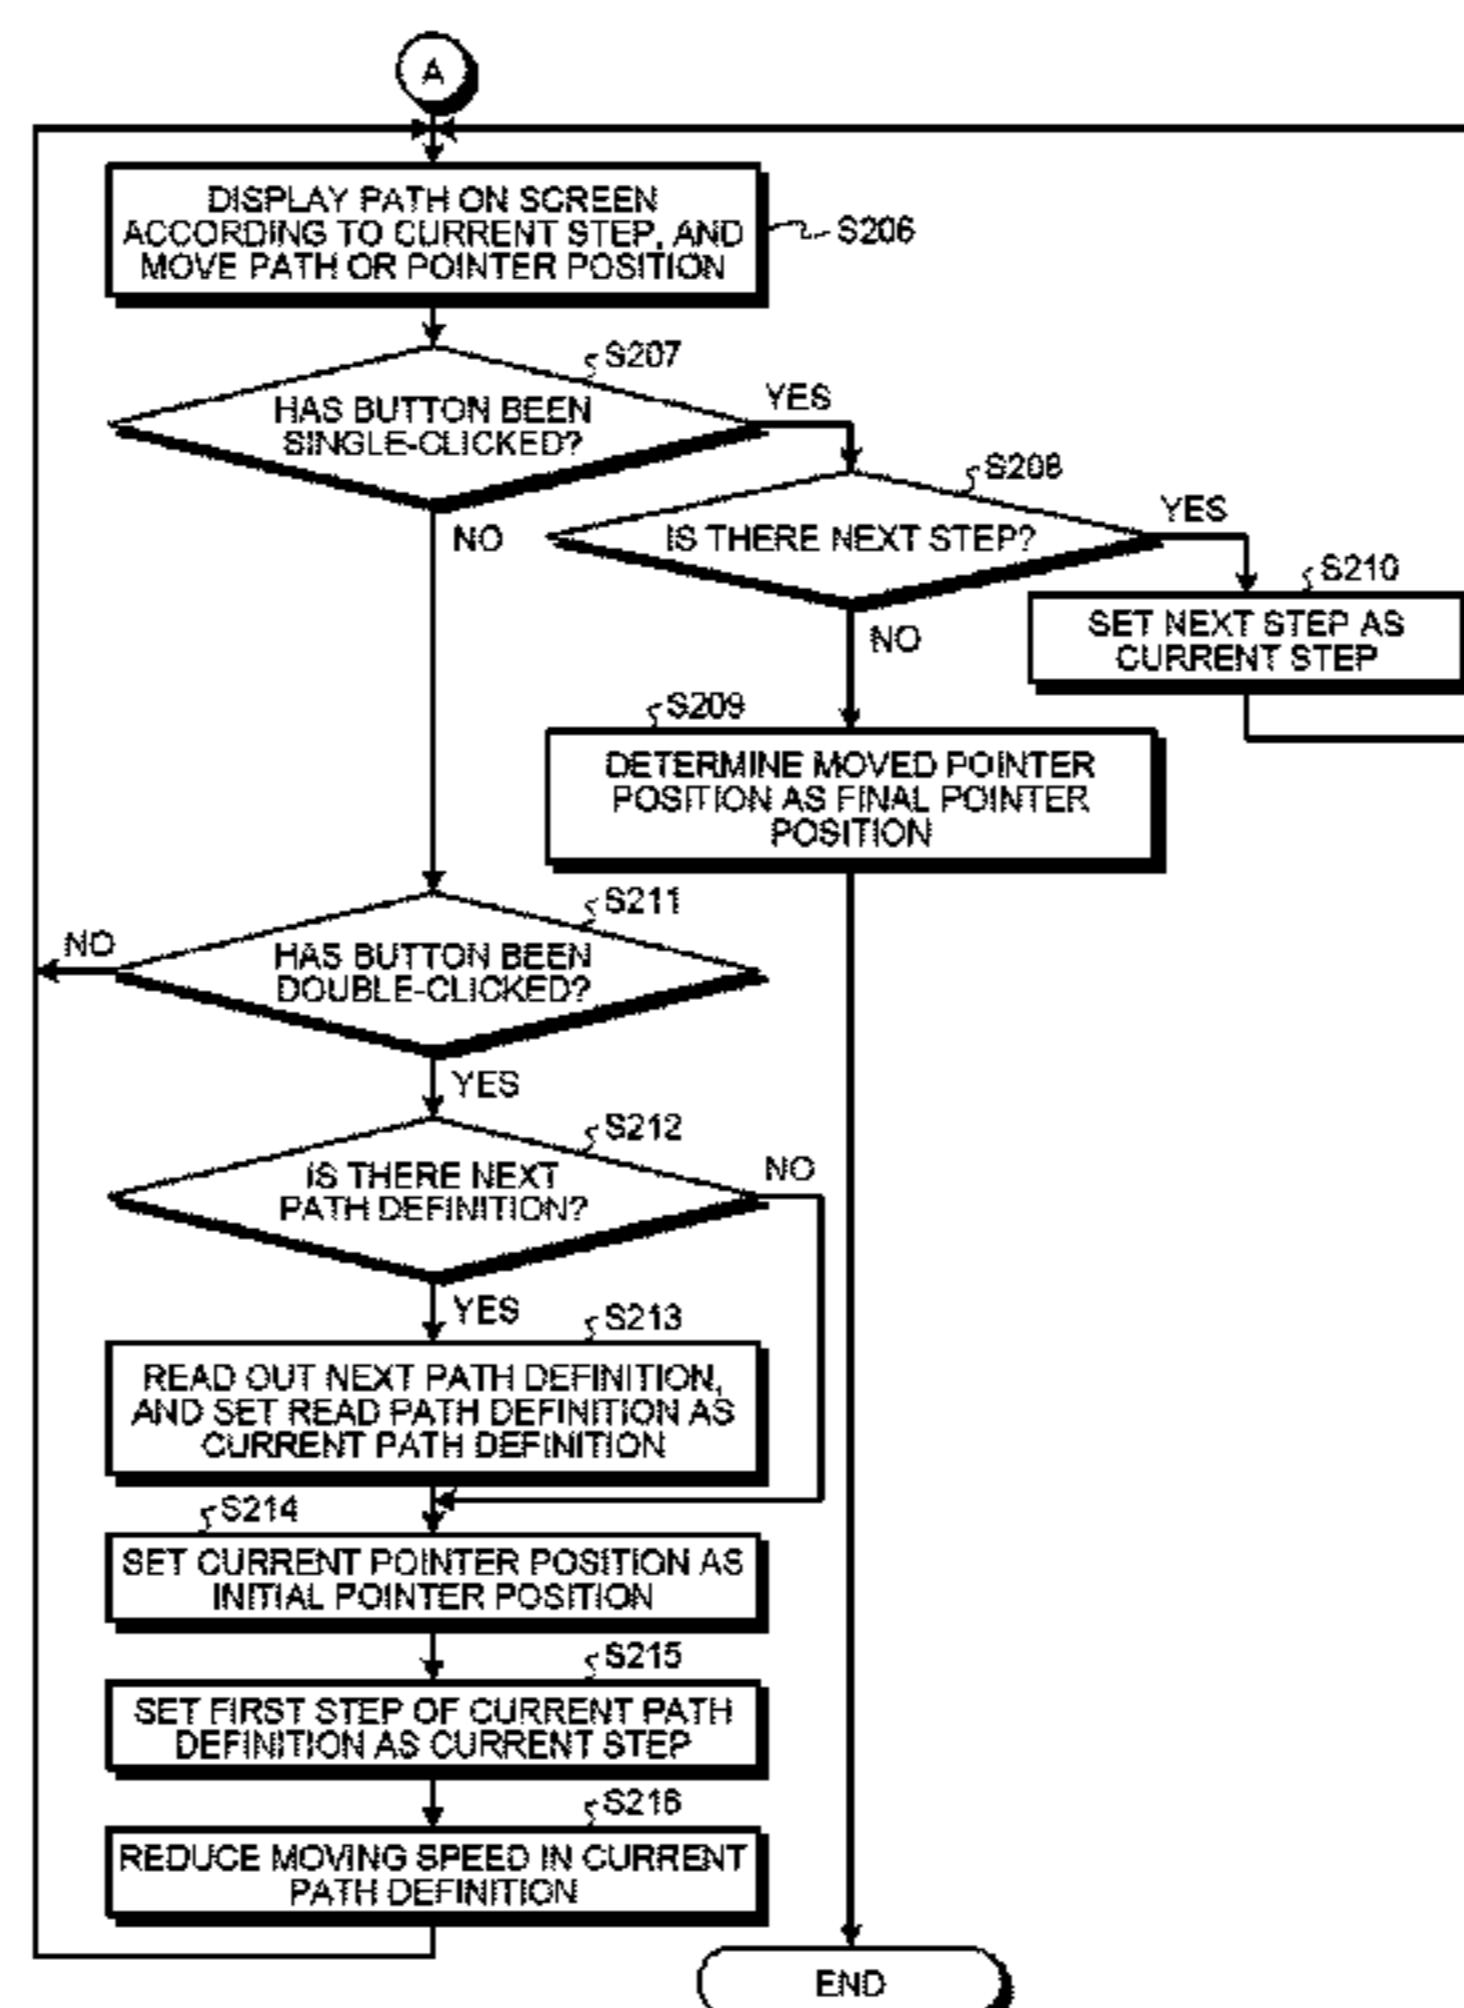 A
DISPLAY PATH ON SCREEN
ACCORDING TO CURRENT STEP, AND
MOVE PATH OR POINTER POSITION
S206
S207
HAS BUTTON BEEN
SINGLE-CLICKED?
YES
NO
S208
IS THERE NEXT STEP?
YES
NO
S210
SET NEXT STEP AS
CURRENT STEP
S209
DETERMINE MOVED POINTER
POSITION AS FINAL POINTER
POSITION
S211
HAS BUTTON BEEN
DOUBLE-CLICKED?
NO
YES
S212
IS THERE NEXT
PATH DEFINITION?
NO
YES
S213
READ OUT NEXT PATH DEFINITION,
AND SET READ PATH DEFINITION AS
CURRENT PATH DEFINITION
S214
SET CURRENT POINTER POSITION AS
INITIAL POINTER POSITION
S215
SET FIRST STEP OF CURRENT PATH
DEFINITION AS CURRENT STEP
S216
REDUCE MOVING SPEED IN CURRENT
PATH DEFINITION
END